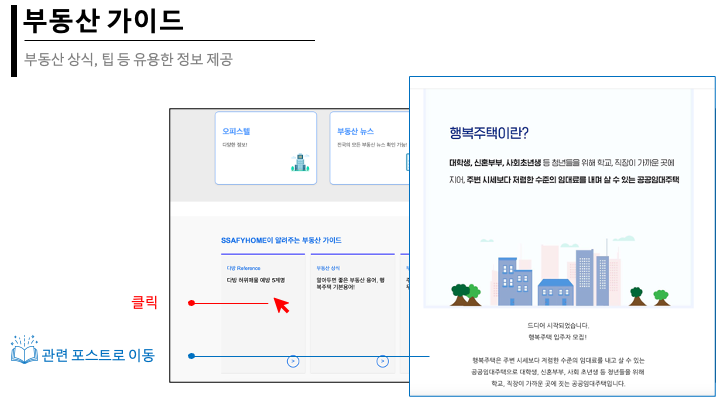 부동산 가이드
부동산 상식, 팁 등 유용한 정보 제공
오피스텔
다양한 정보!
부동산 뉴스
전국의 모든 부동산 뉴스 확인 가능!
SSAFYHOME이 알려주는 부동산 가이드
다방 Reference
다방 허위매물 예방 5계명
부동산 상식
알아두면 좋은 부동산 용어, 행
복주택 기본용어!
클릭
관련 포스트로 이동
행복주택이란?
대학생, 신혼부부, 사회초년생 등 청년들을 위해 학교, 직장이 가까운 곳에
지어, 주변 시세보다 저렴한 수준의 임대료를 내며 살 수 있는 공공임대주택
드디어 시작되었습니다.
행복주택 입주자 모집!
행복주택은 주변 시세보다 저렴한 수준의 임대료를 내고 살 수 있는
공공임대주택으로 대학생, 신혼부부, 사회 초년생 등 청년들을 위해
학교, 직장이 가까운 곳에 짓는 공공임대주택입니다.